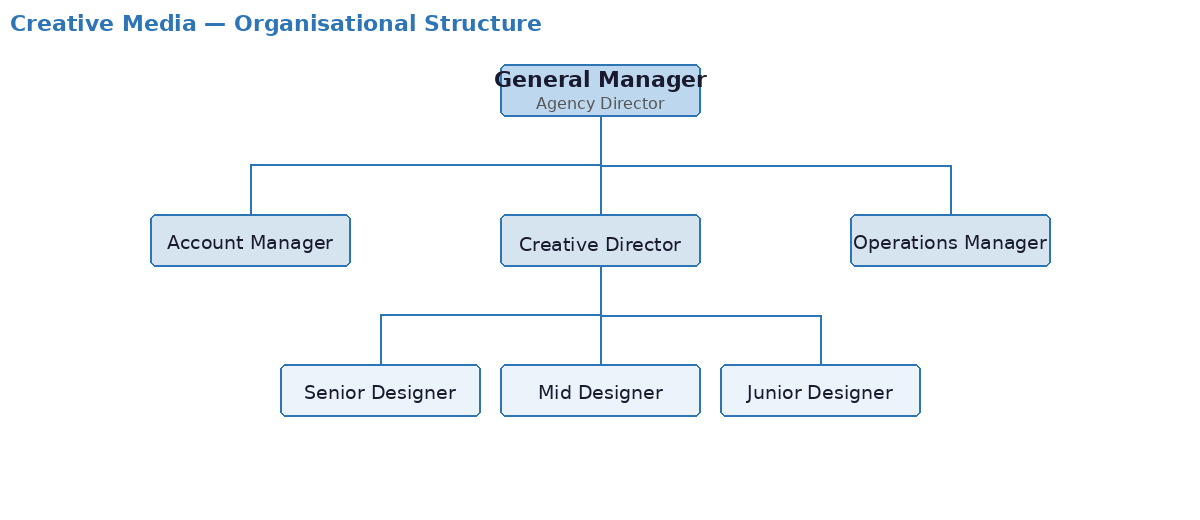 Creative Media — Organisational Structure
General Manager
Agency Director
Account Manager
Creative Director
Operations Manager
Senior Designer
Mid Designer
Junior Designer